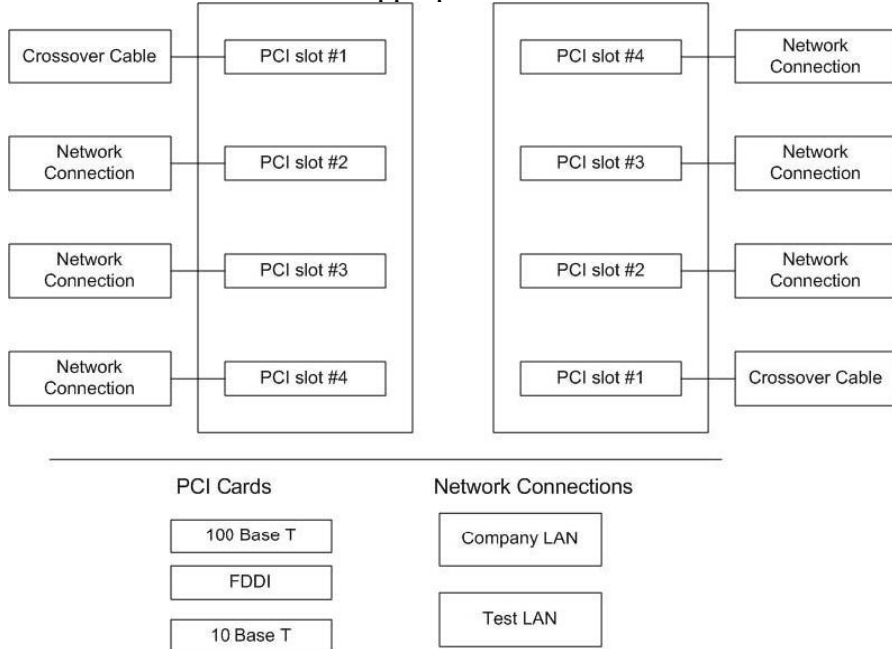 Crossover Cable
PCI slot #1
PCI slot #4
Network
Connection
Network
Connection
PCI slot #2
PCI slot #3
Network
Connection
Network
Connection
PCI slot #3
PCI slot #2
Network
Connection
Network
Connection
PCI slot #4
PCI slot #1
Crossover Cable
PCI Cards
Network Connections
100 Base T
Company LAN
FDDI
Test LAN
10 Base T